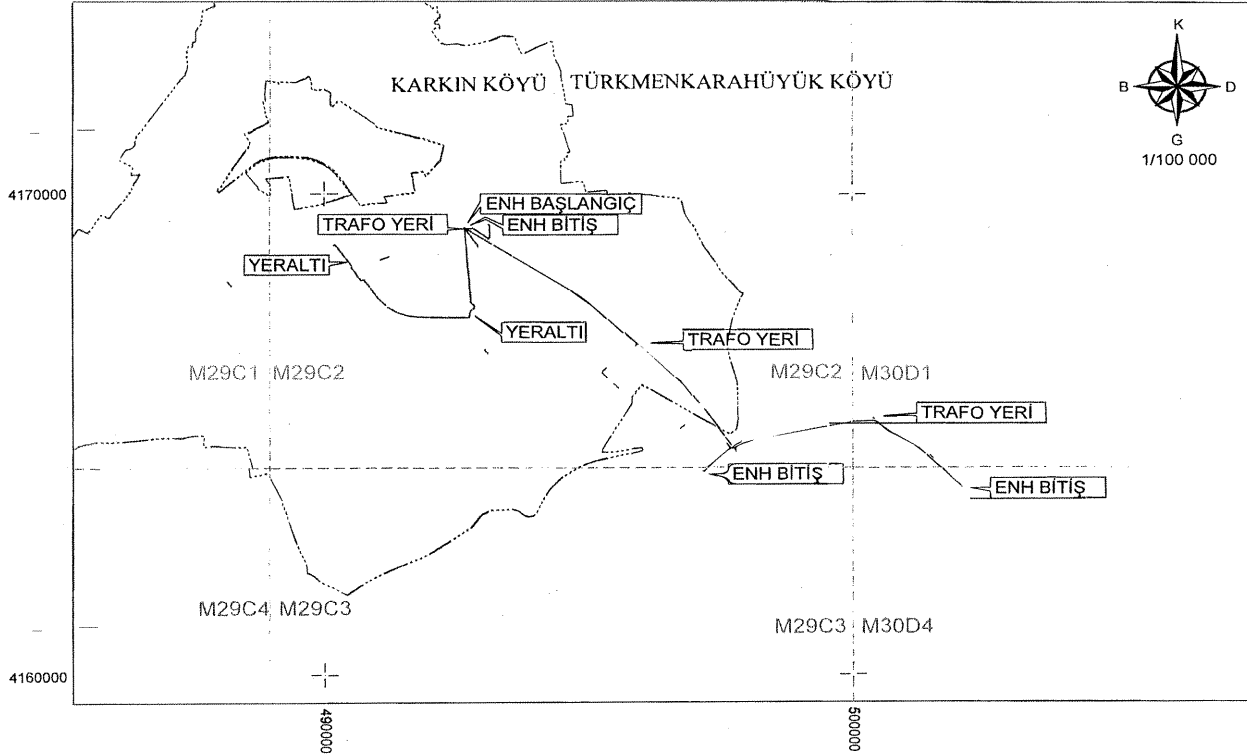 K
KARKIN KÖYÜ TÜRKMENKARAHÜYÜK KÖYÜ
B D
G
1/100 000
4170000
ENH BAŞLANGIÇ
TRAFO YERİ
ENH BİTİŞ
YERALTI
YERALTI
TRAFO YERİ
M29C1 M29C2
M29C2 M30D1
TRAFO YERİ
ENH BİTİŞ
ENH BİTİŞ
M29C4 M29C3
M29C3 M30D4
4160000
490000
500000